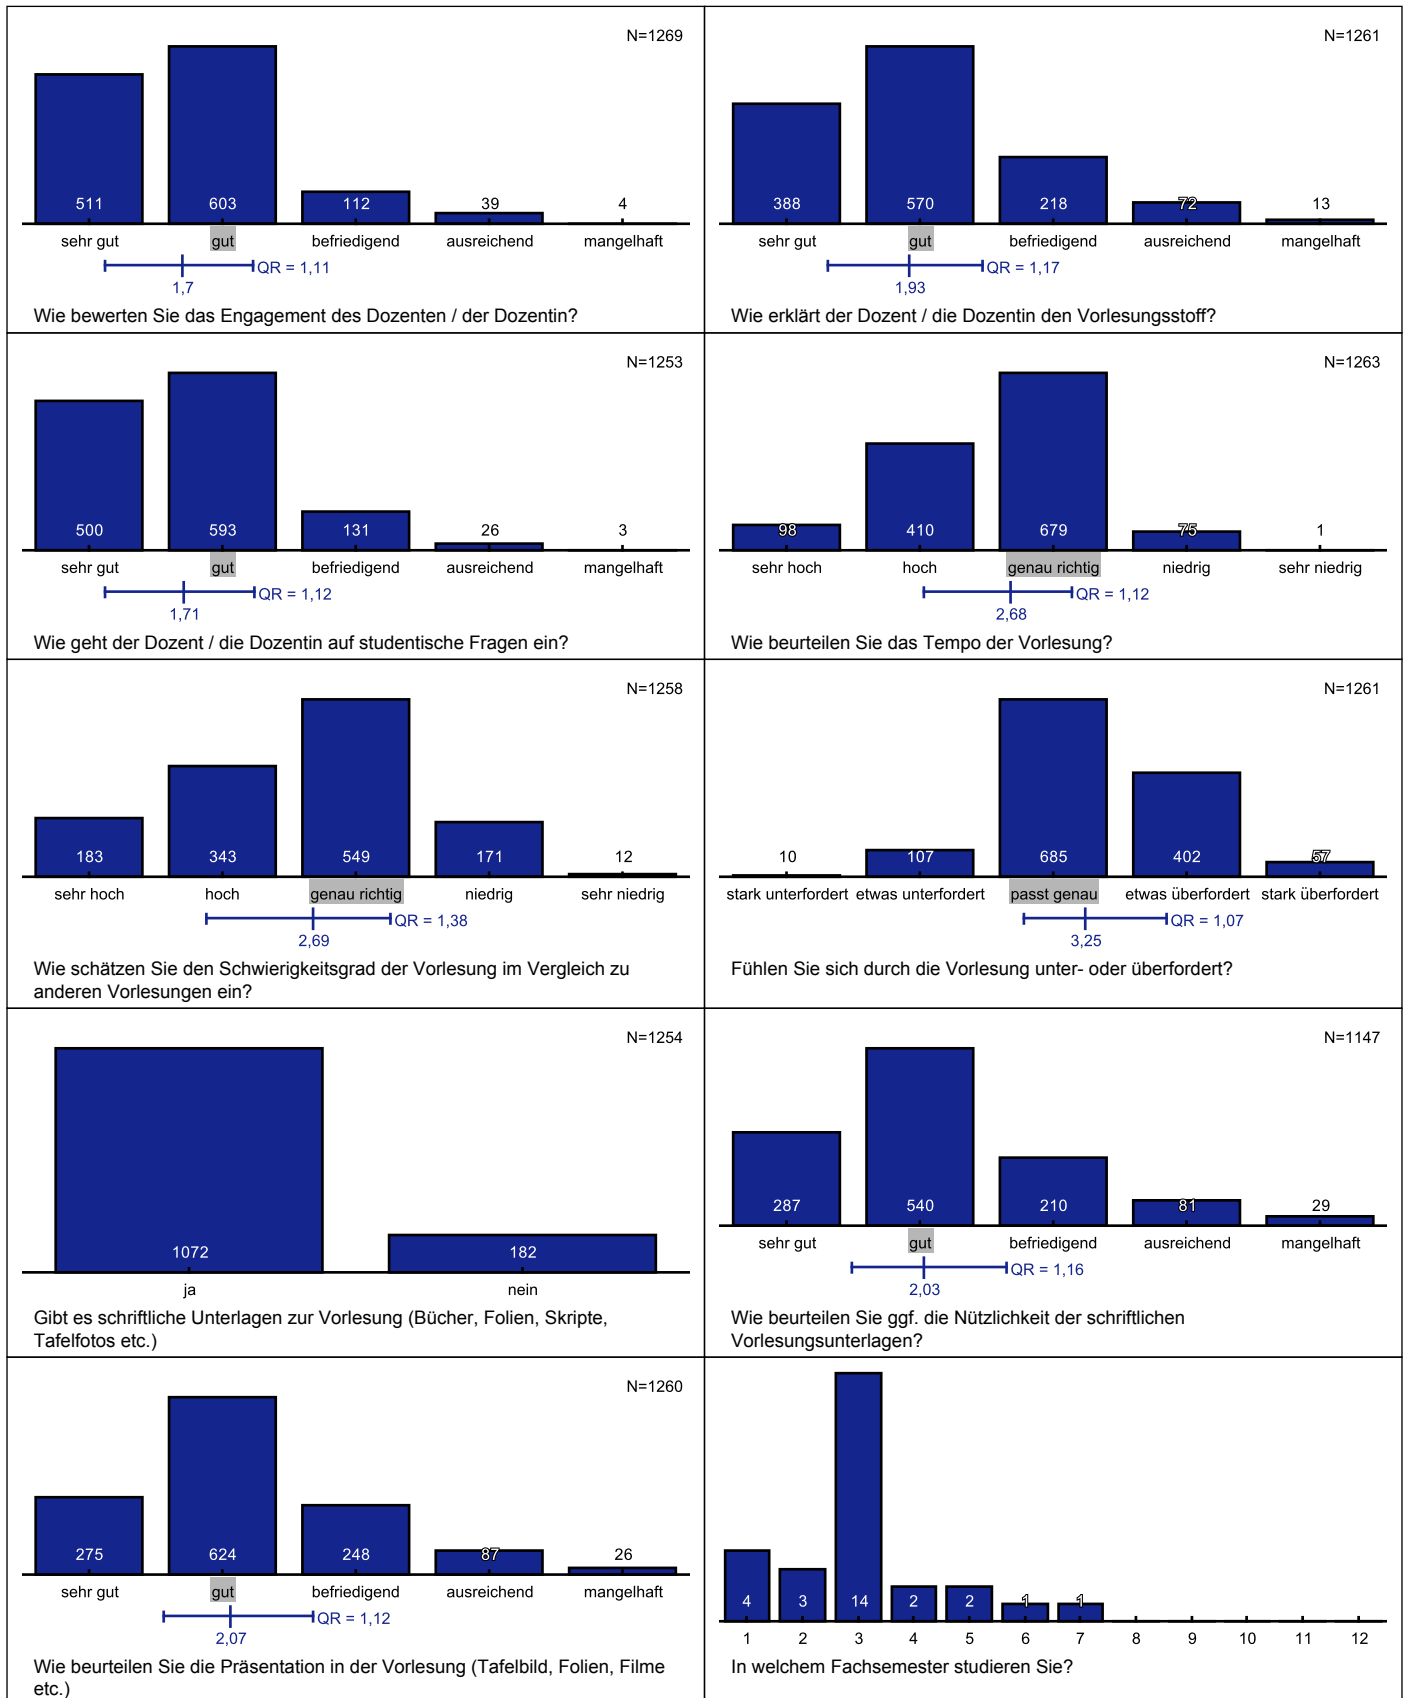 N=1269
511 603 112 39 4
sehr gut gut befriedigend ausreichend mangelhaft
QR = 1,11
1,7
Wie bewerten Sie das Engagement des Dozenten / der Dozentin?
N=1261
388 570 218 72 13
sehr gut gut befriedigend ausreichend mangelhaft
QR = 1,17
1,93
Wie erklärt der Dozent / die Dozentin den Vorlesungsstoff?
N=1253
500 593 131 26 3
sehr gut gut befriedigend ausreichend mangelhaft
QR = 1,12
1,71
Wie geht der Dozent / die Dozentin auf studentische Fragen ein?
N=1263
98 410 679 75 1
sehr hoch hoch genau richtig niedrig sehr niedrig
QR = 1,12
2,68
Wie beurteilen Sie das Tempo der Vorlesung?
N=1258
183 343 549 171 12
sehr hoch hoch genau richtig niedrig sehr niedrig
QR = 1,38
2,69
Wie schätzen Sie den Schwierigkeitsgrad der Vorlesung im Vergleich zu
anderen Vorlesungen ein?
N=1261
10 107 685 402 57
stark unterfordert etwas unterfordert passt genau etwas überfordert stark überfordert
QR = 1,07
3,25
Fühlen Sie sich durch die Vorlesung unter- oder überfordert?
N=1254
1072 182
ja nein
Gibt es schriftliche Unterlagen zur Vorlesung (Bücher, Folien, Skripte,
Tafelfotos etc.)
N=1147
287 540 210 81 29
sehr gut gut befriedigend ausreichend mangelhaft
QR = 1,16
2,03
Wie beurteilen Sie ggf. die Nützlichkeit der schriftlichen
Vorlesungsunterlagen?
N=1260
275 624 248 87 26
sehr gut gut befriedigend ausreichend mangelhaft
QR = 1,12
2,07
Wie beurteilen Sie die Präsentation in der Vorlesung (Tafelbild, Folien, Filme
etc.)
4 3 14 2 2 1 1
1 2 3 4 5 6 7 8 9 10 11 12
In welchem Fachsemester studieren Sie?